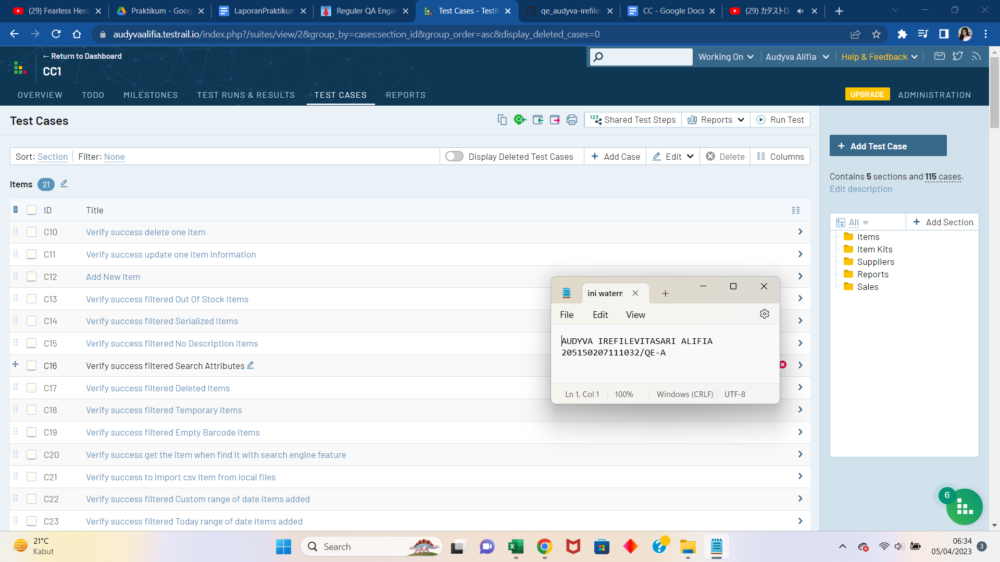 (29) Fearless Hero
Praktikum - Goog
LaporanPraktikum
Reguler QA Engin
Test Cases - TestR
qe_audyva-irefilev
CC - Google Docs
(29) カタストロ
audyvaalifia.testrail.io/index.php?/suites/view/2&group_by=cases:section_id&group_order=asc&display_deleted_cases=0
← Return to Dashboard
CC1
Working On
Audyva Alifia
Help & Feedback
OVERVIEW
TODO
MILESTONES
TEST RUNS & RESULTS
TEST CASES
REPORTS
UPGRADE
ADMINISTRATION
Test Cases
123 Shared Test Steps
Reports
Run Test
Sort: Section
Filter: None
Display Deleted Test Cases
+ Add Case
Edit
Delete
Columns
Items 21
ID Title
C10 Verify success delete one item
C11 Verify success update one item information
C12 Add New Item
C13 Verify success filtered Out Of Stock Items
C14 Verify success filtered Serialized Items
C15 Verify success filtered No Description Items
C16 Verify success filtered Search Attributes
C17 Verify success filtered Deleted Items
C18 Verify success filtered Temporary Items
C19 Verify success filtered Empty Barcode Items
C20 Verify success get the item when find it with search engine feature
C21 Verify success to import csv item from local files
C22 Verify success filtered Custom range of date items added
C23 Verify success filtered Today range of date items added
+ Add Test Case
Contains 5 sections and 115 cases.
Edit description
All
+ Add Section
Items
Item Kits
Suppliers
Reports
Sales
6
ini waterm
File Edit View
AUDYVA IREFILEVITASARI ALIFIA
205150207111032/QE-A
Ln 1, Col 1
100%
Windows (CRLF)
UTF-8
21°C
Kabut
Search
06:34
05/04/2023
3